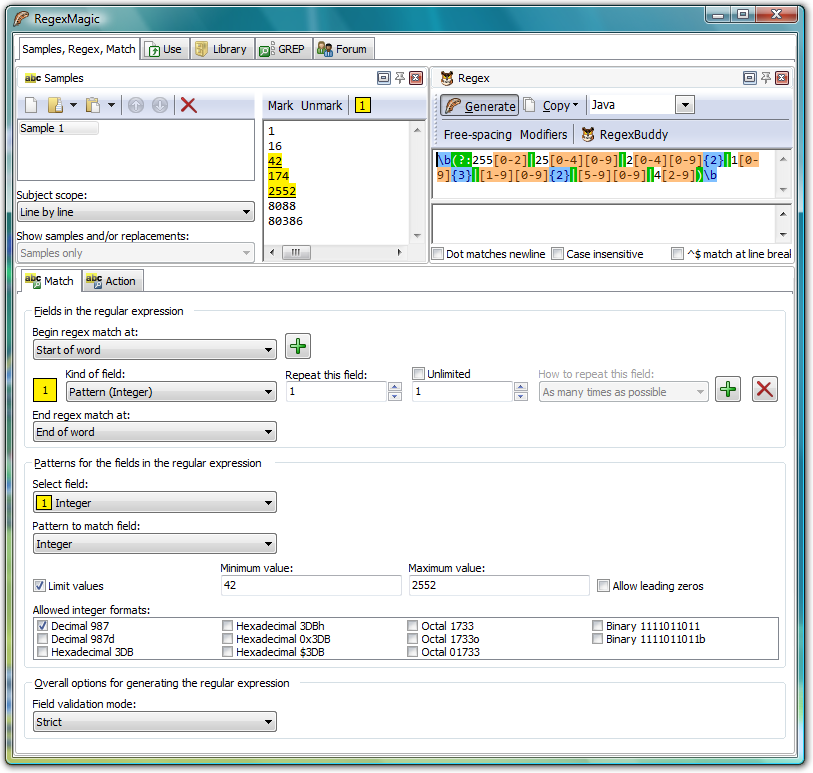 RegexMagic
Samples, Regex, Match Use Library GREP Forum
abc Samples
Mark Unmark 1
Sample 1
1
16
42
174
2552
8088
80386
Subject scope:
Line by line
Show samples and/or replacements:
Samples only
Regex
Generate Copy Java
Free-spacing Modifiers RegexBuddy
\b(?:255[0-2]|25[0-4][0-9]|2[0-4][0-9]{2}|1[0-
9]{3}|[1-9][0-9]{2}|[5-9][0-9]|4[2-9])\b
Dot matches newline Case insensitive ^$ match at line breal
abc Match abc Action
Fields in the regular expression
Begin regex match at:
Start of word
Kind of field: Repeat this field: Unlimited How to repeat this field:
1 Pattern (Integer) 1 1 As many times as possible
End regex match at:
End of word
Patterns for the fields in the regular expression
Select field:
1 Integer
Pattern to match field:
Integer
Minimum value: Maximum value:
Limit values 42 2552 Allow leading zeros
Allowed integer formats:
Decimal 987 Hexadecimal 3DBh Octal 1733 Binary 1111011011
Decimal 987d Hexadecimal 0x3DB Octal 1733o Binary 1111011011b
Hexadecimal 3DB Hexadecimal $3DB Octal 01733
Overall options for generating the regular expression
Field validation mode:
Strict